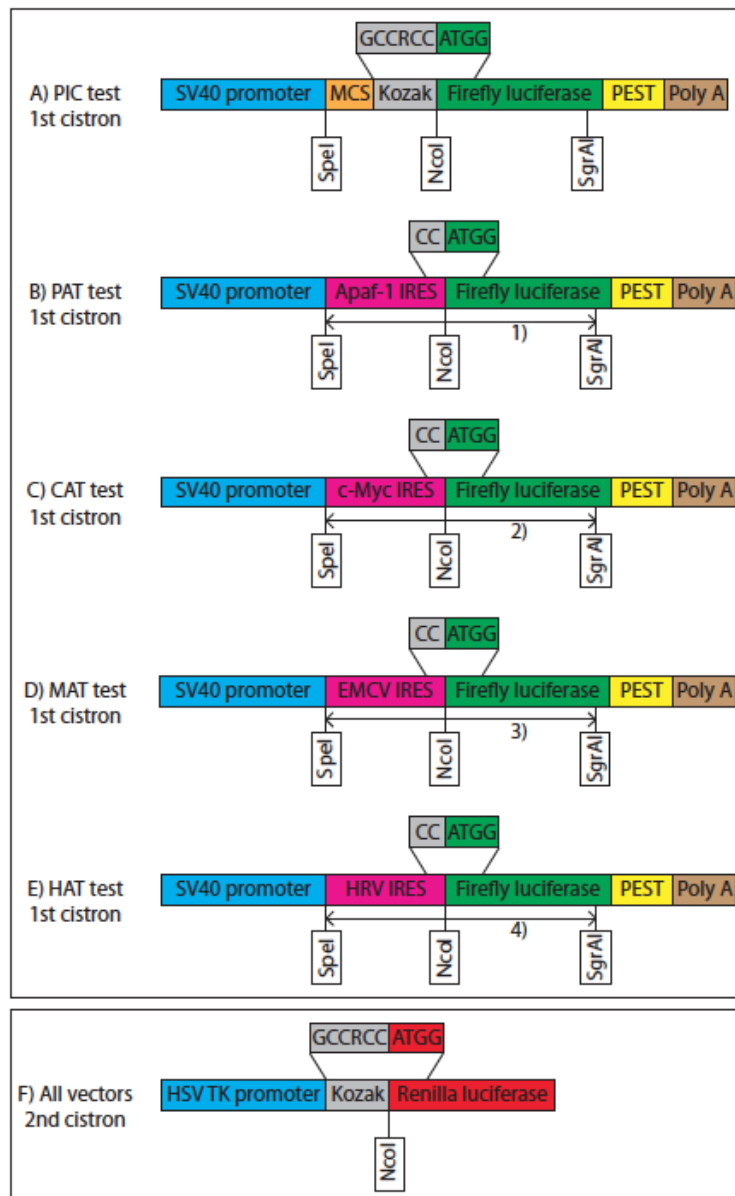 GCCRCC ATGG
A) PIC test
1st cistron
SV40 promoter MCS Kozak Firefly luciferase PEST Poly A
SpeI NcoI SgrAI
CC ATGG
B) PAT test
1st cistron
SV40 promoter Apaf-1 IRES Firefly luciferase PEST Poly A
1)
SpeI NcoI SgrAI
CC ATGG
C) CAT test
1st cistron
SV40 promoter c-Myc IRES Firefly luciferase PEST Poly A
2)
SpeI NcoI SgrAI
CC ATGG
D) MAT test
1st cistron
SV40 promoter EMCV IRES Firefly luciferase PEST Poly A
3)
SpeI NcoI SgrAI
CC ATGG
E) HAT test
1st cistron
SV40 promoter HRV IRES Firefly luciferase PEST Poly A
4)
SpeI NcoI SgrAI
GCCRCC ATGG
F) All vectors
2nd cistron
HSV TK promoter Kozak Renilla luciferase
NcoI